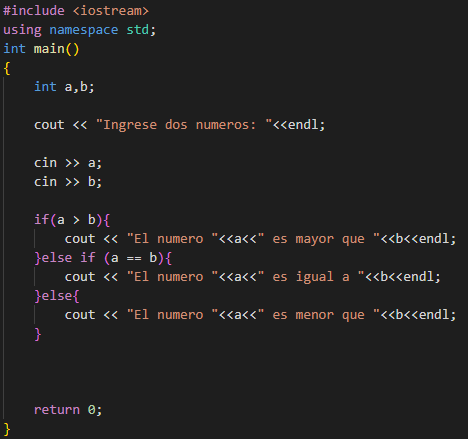 #include <iostream>
using namespace std;
int main()
{
    int a,b;
    cout << "Ingrese dos numeros: "<<endl;
    cin >> a;
    cin >> b;
    if(a > b){
        cout << "El numero "<<a<<" es mayor que "<<b<<endl;
    }else if (a == b){
        cout << "El numero "<<a<<" es igual a "<<b<<endl;
    }else{
        cout << "El numero "<<a<<" es menor que "<<b<<endl;
    }
    return 0;
}